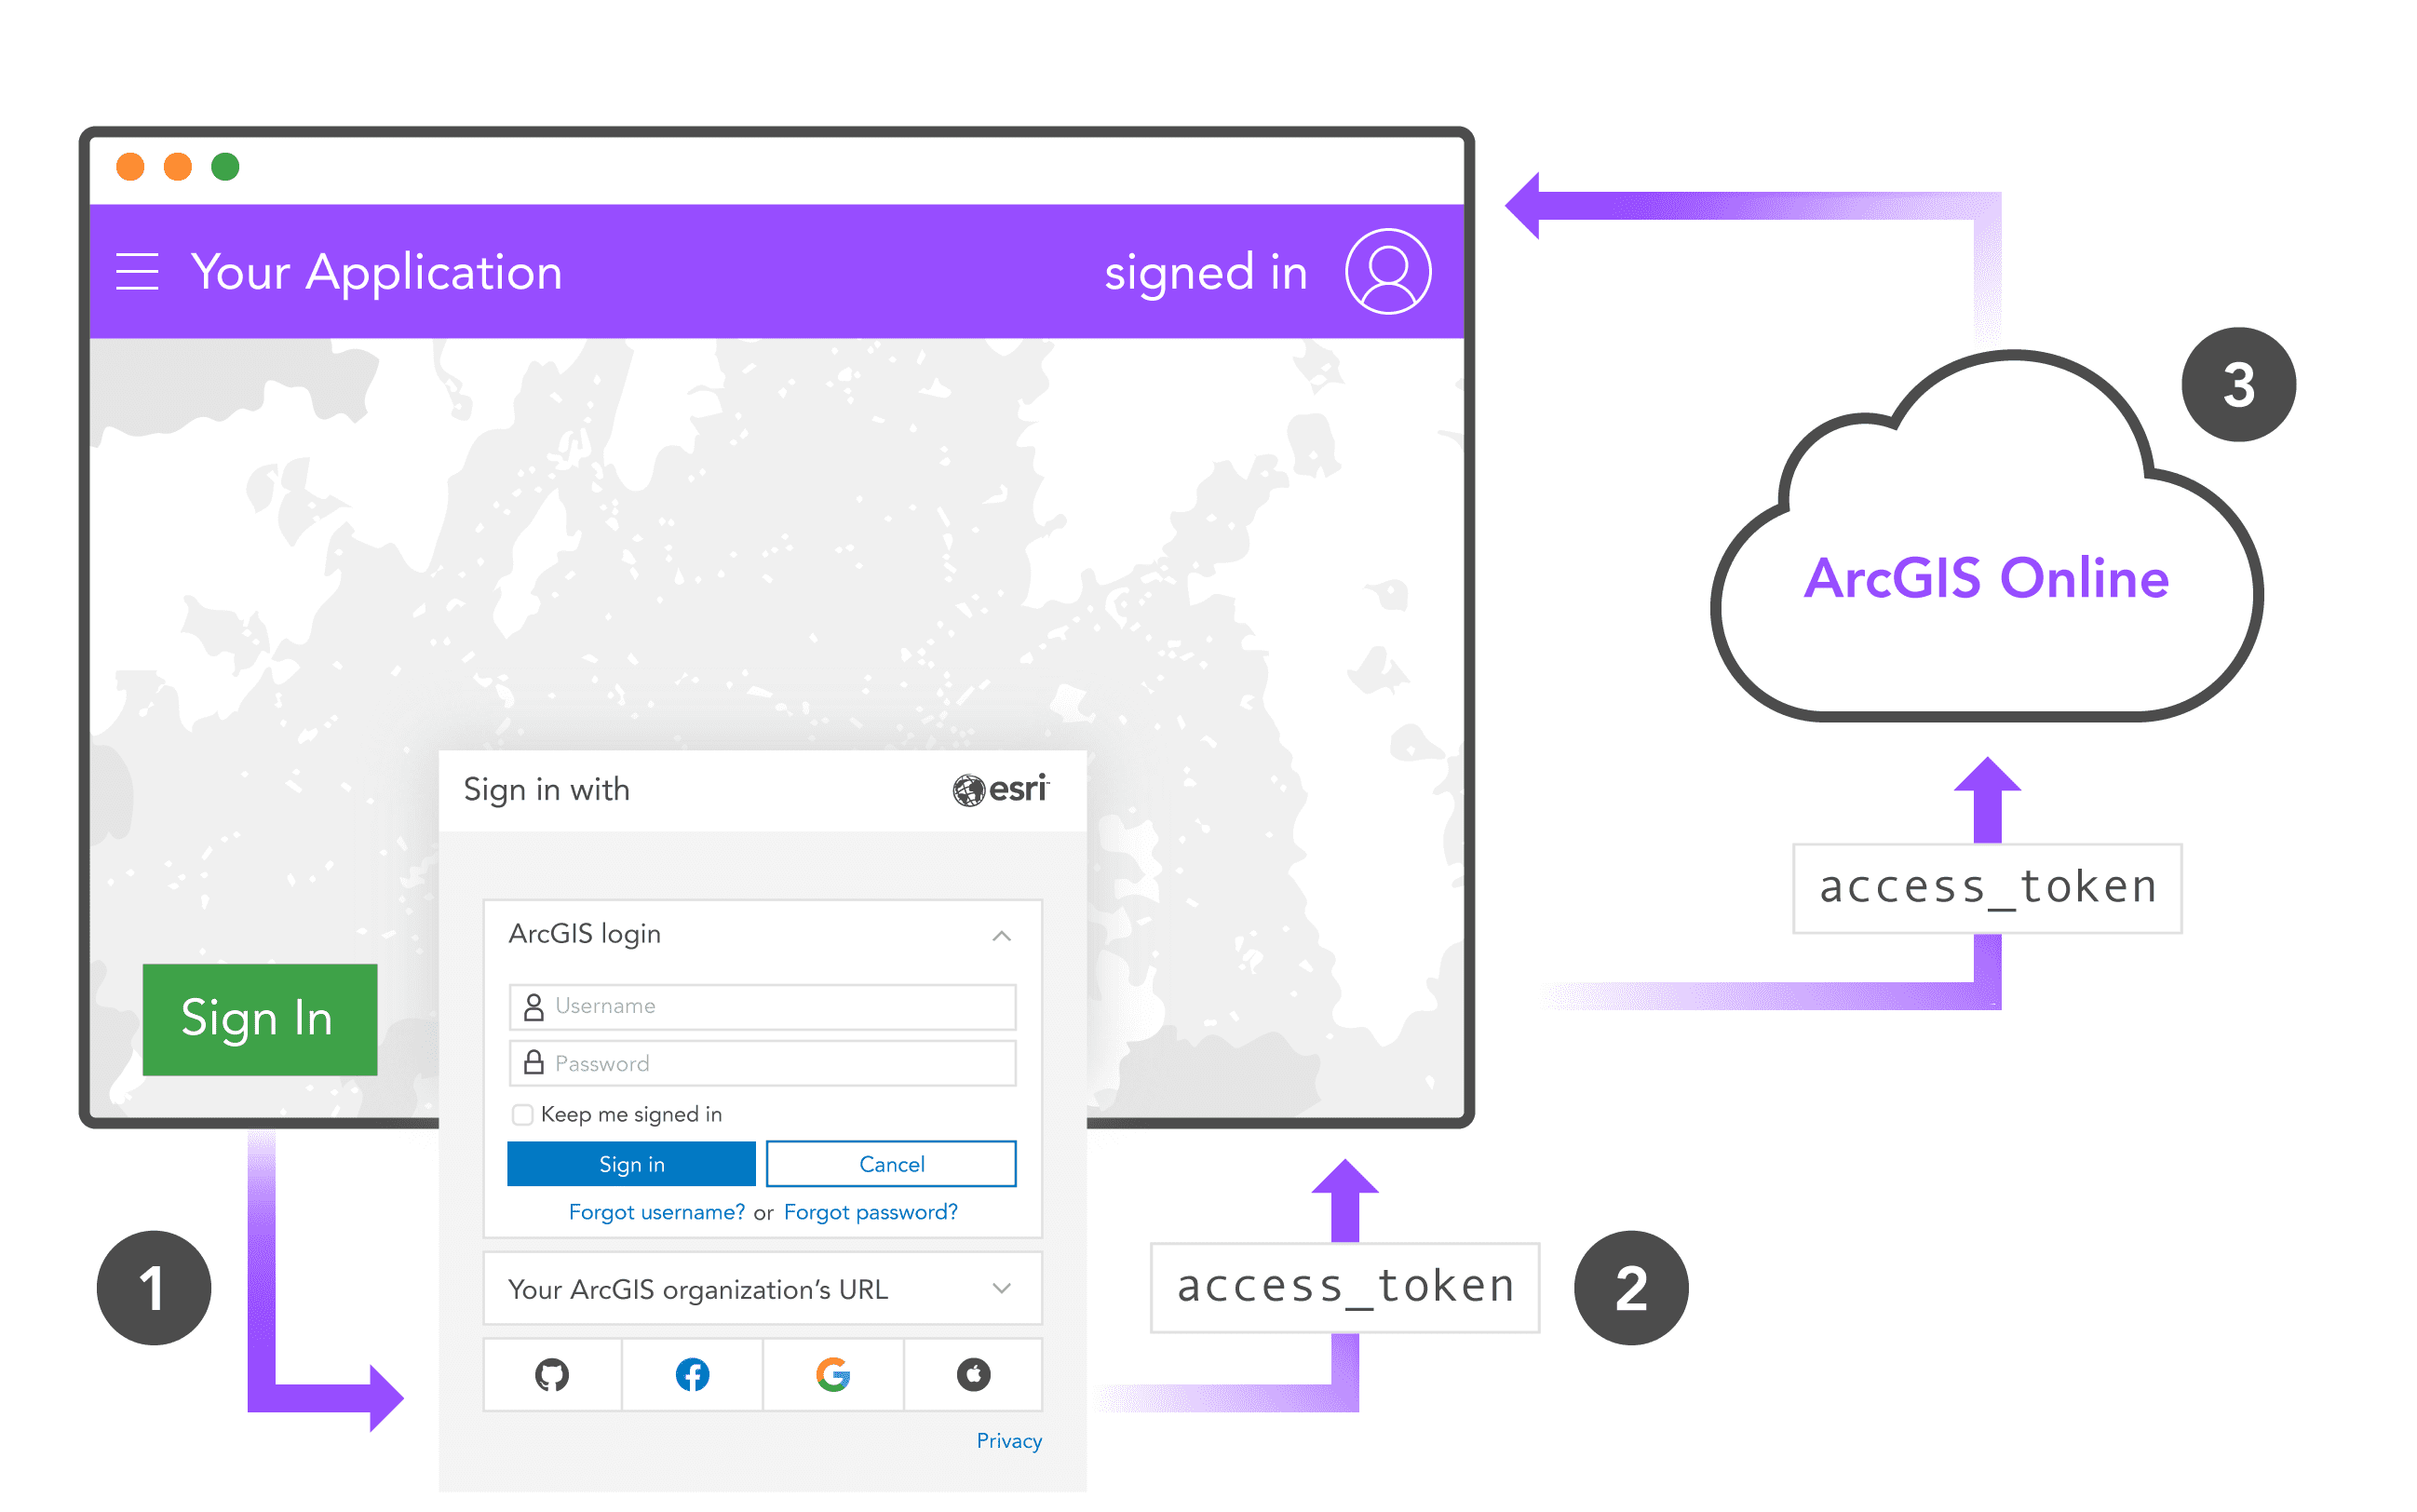 Your Application
signed in
3
ArcGIS Online
Sign in with
esri
access_token
ArcGIS login
Username
Sign In
Password
Keep me signed in
Sign in
Cancel
Forgot username? or Forgot password?
1
access_token
2
Your ArcGIS organization’s URL
Privacy